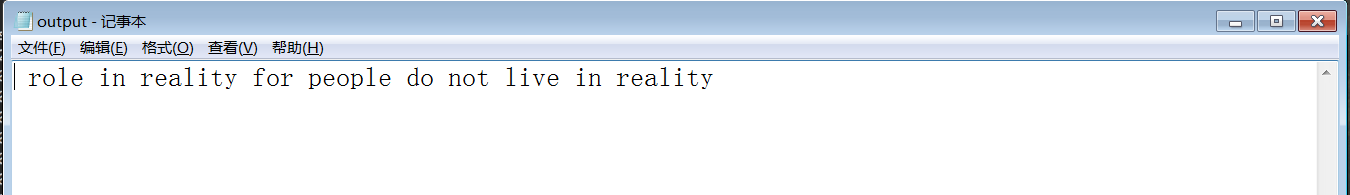 output - 记事本
文件(F) 编辑(E) 格式(O) 查看(V) 帮助(H)
role in reality for people do not live in reality